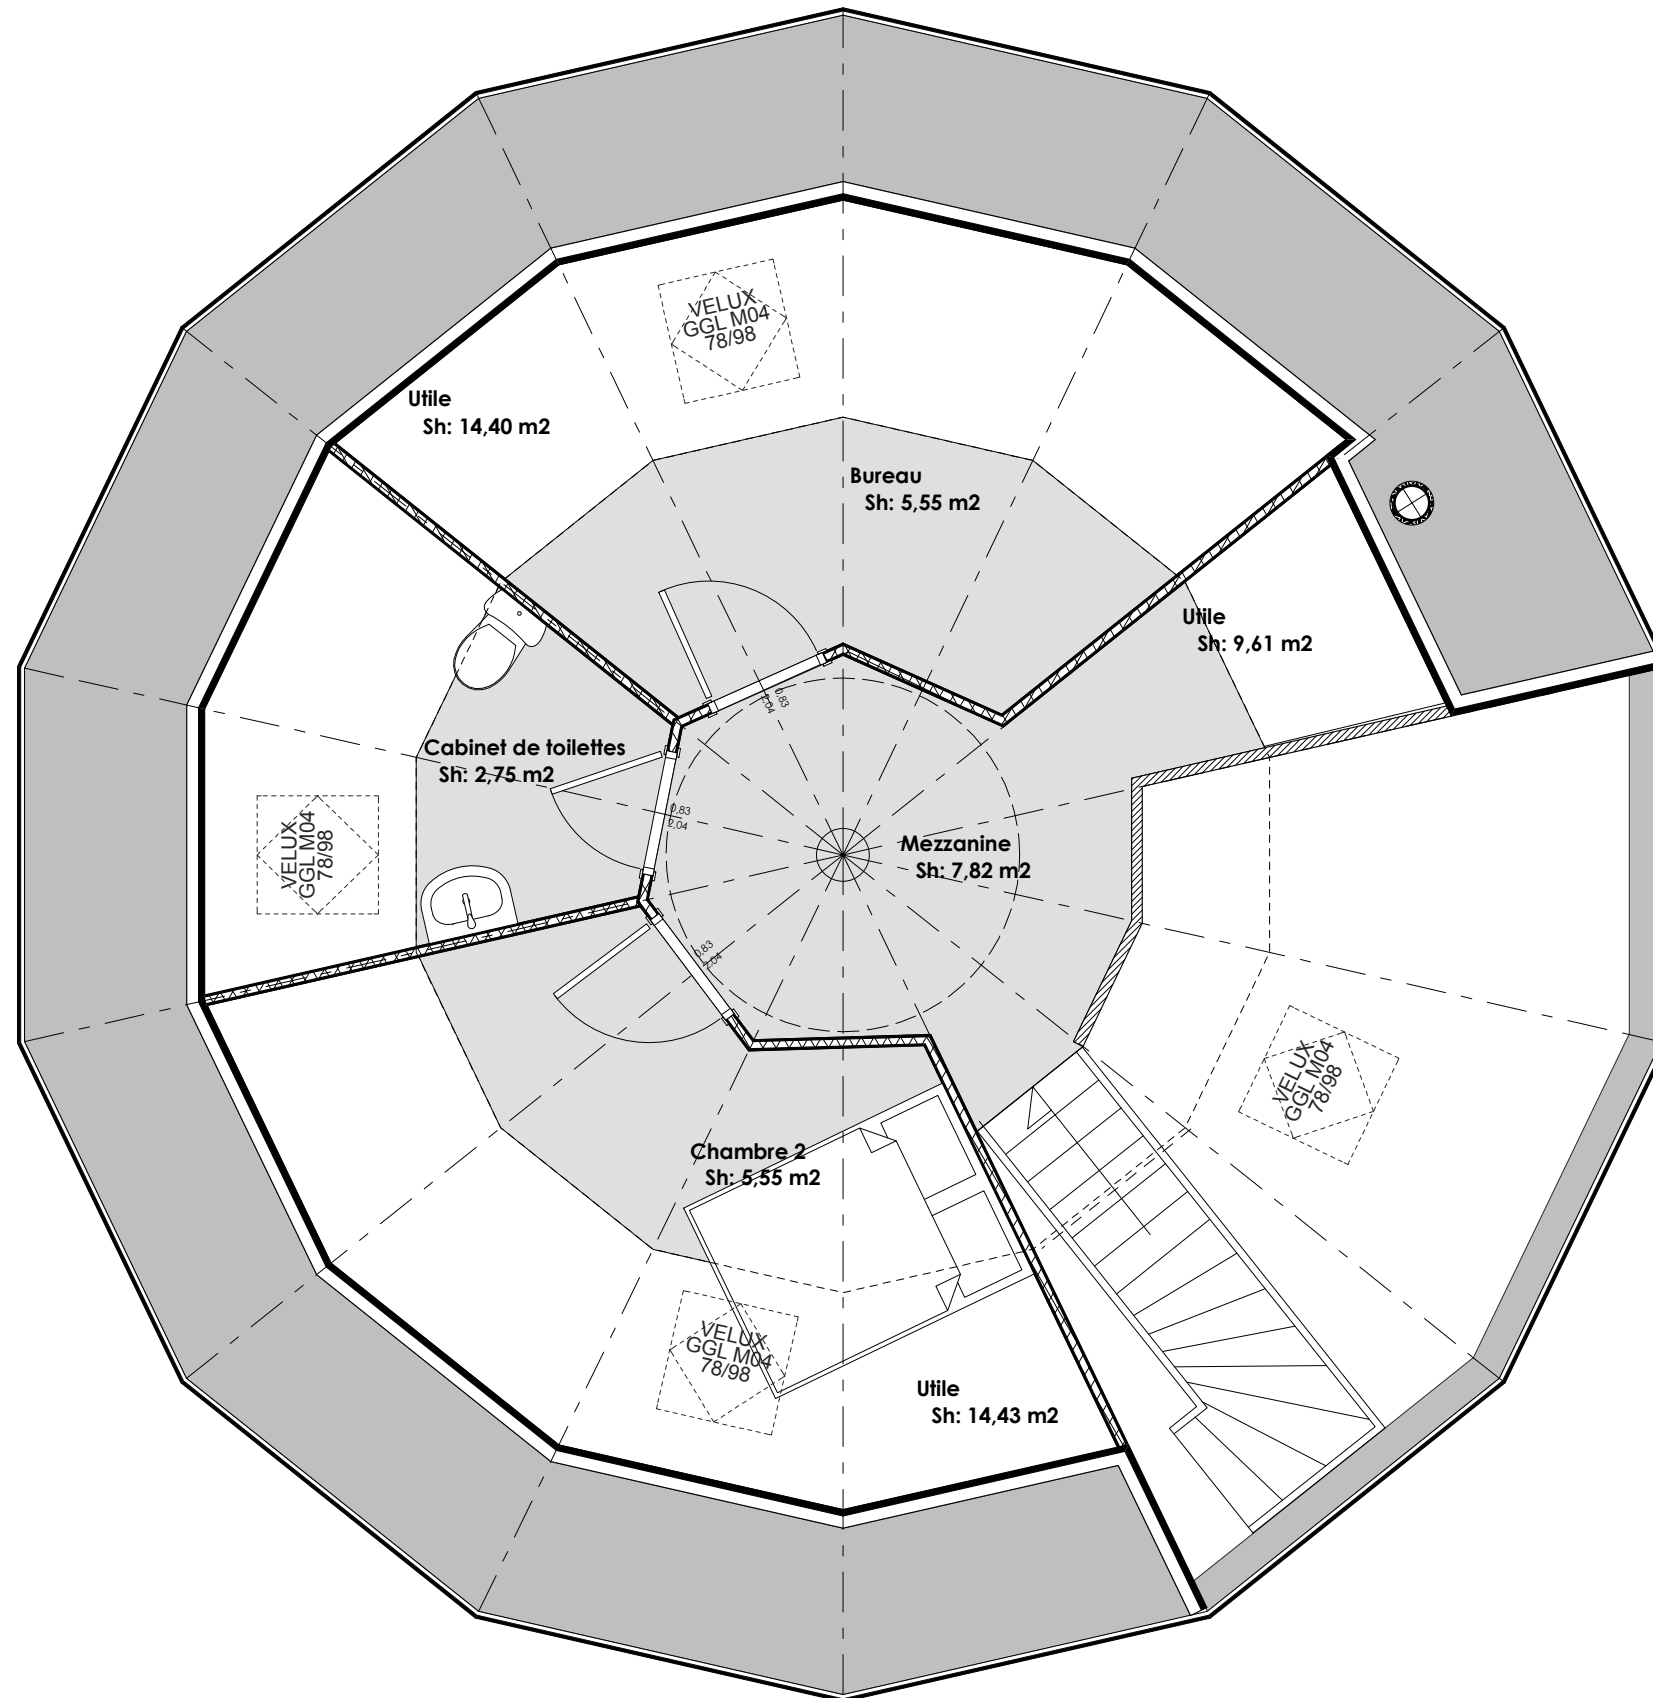 VELUX
GGL M04
78/98
Utile
Sh: 14,40 m2
Bureau
Sh: 5,55 m2
Utile
Sh: 9,61 m2
0,83
2,04
Cabinet de toilettes
Sh: 2,75 m2
0,83
2,04
VELUX
GGL M04
78/98
Mezzanine
Sh: 7,82 m2
0,83
2,04
VELUX
GGL M04
78/98
Chambre 2
Sh: 5,55 m2
VELUX
GGL M04
78/98
Utile
Sh: 14,43 m2